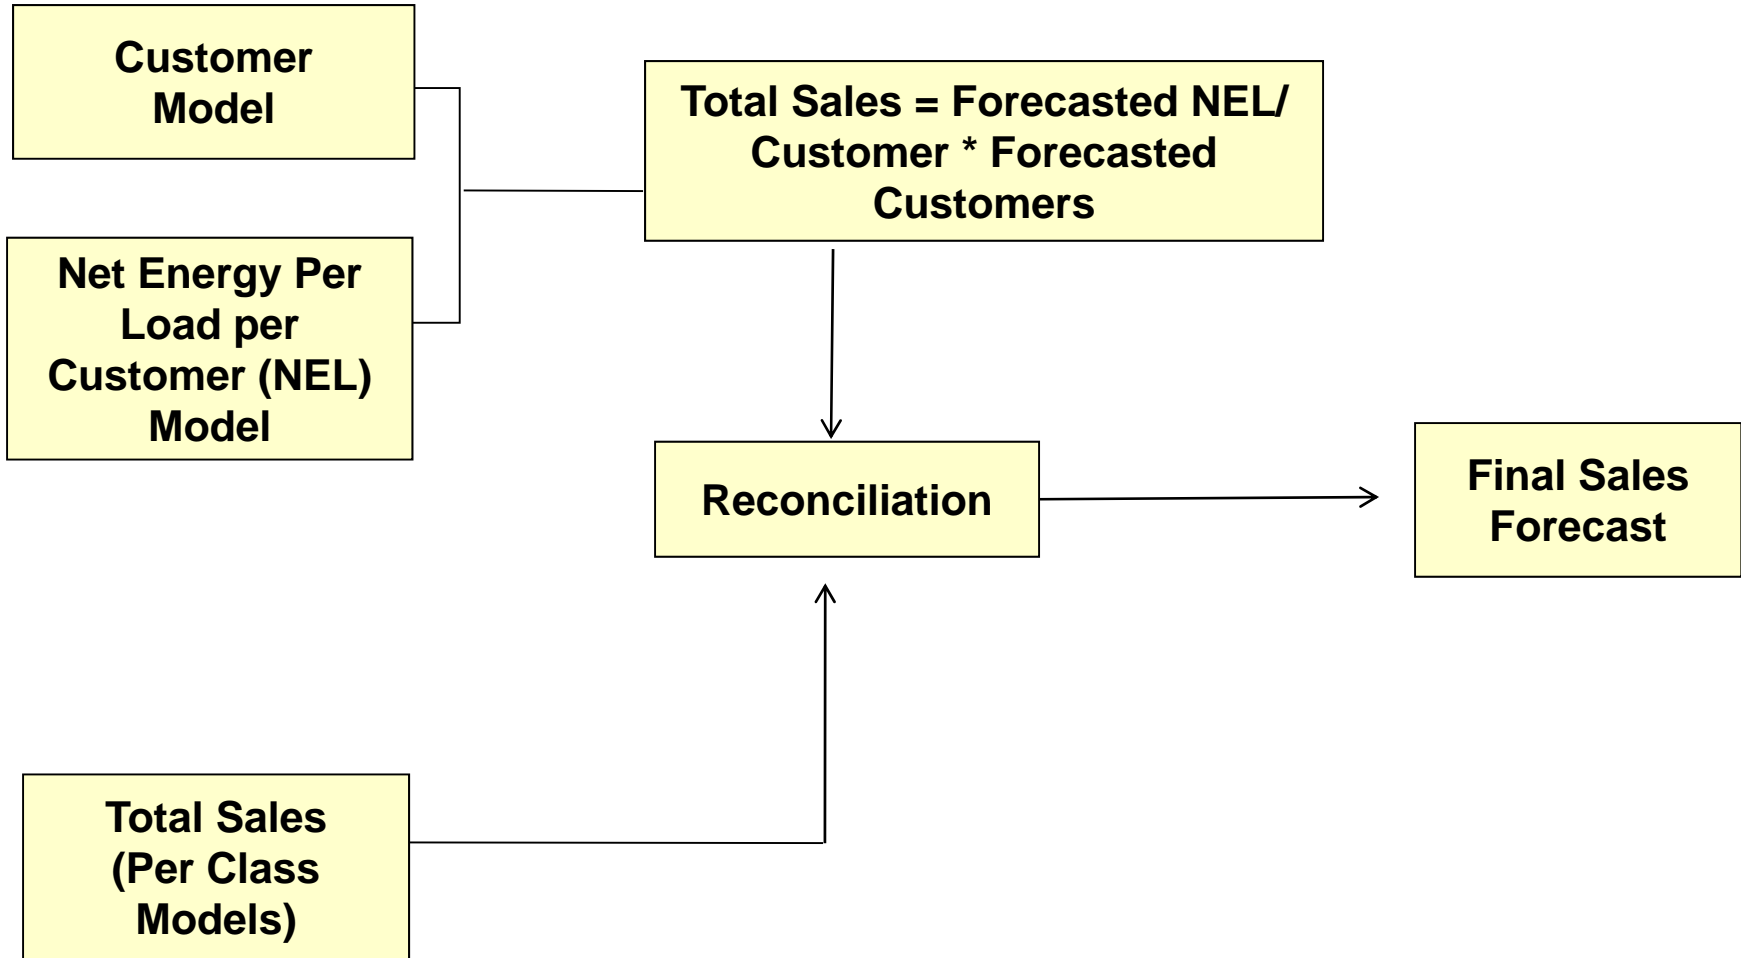 Customer
Model
Total Sales = Forecasted NEL/
Customer * Forecasted
Customers
Net Energy Per
Load per
Customer (NEL)
Model
Reconciliation
Final Sales
Forecast
Total Sales
(Per Class
Models)